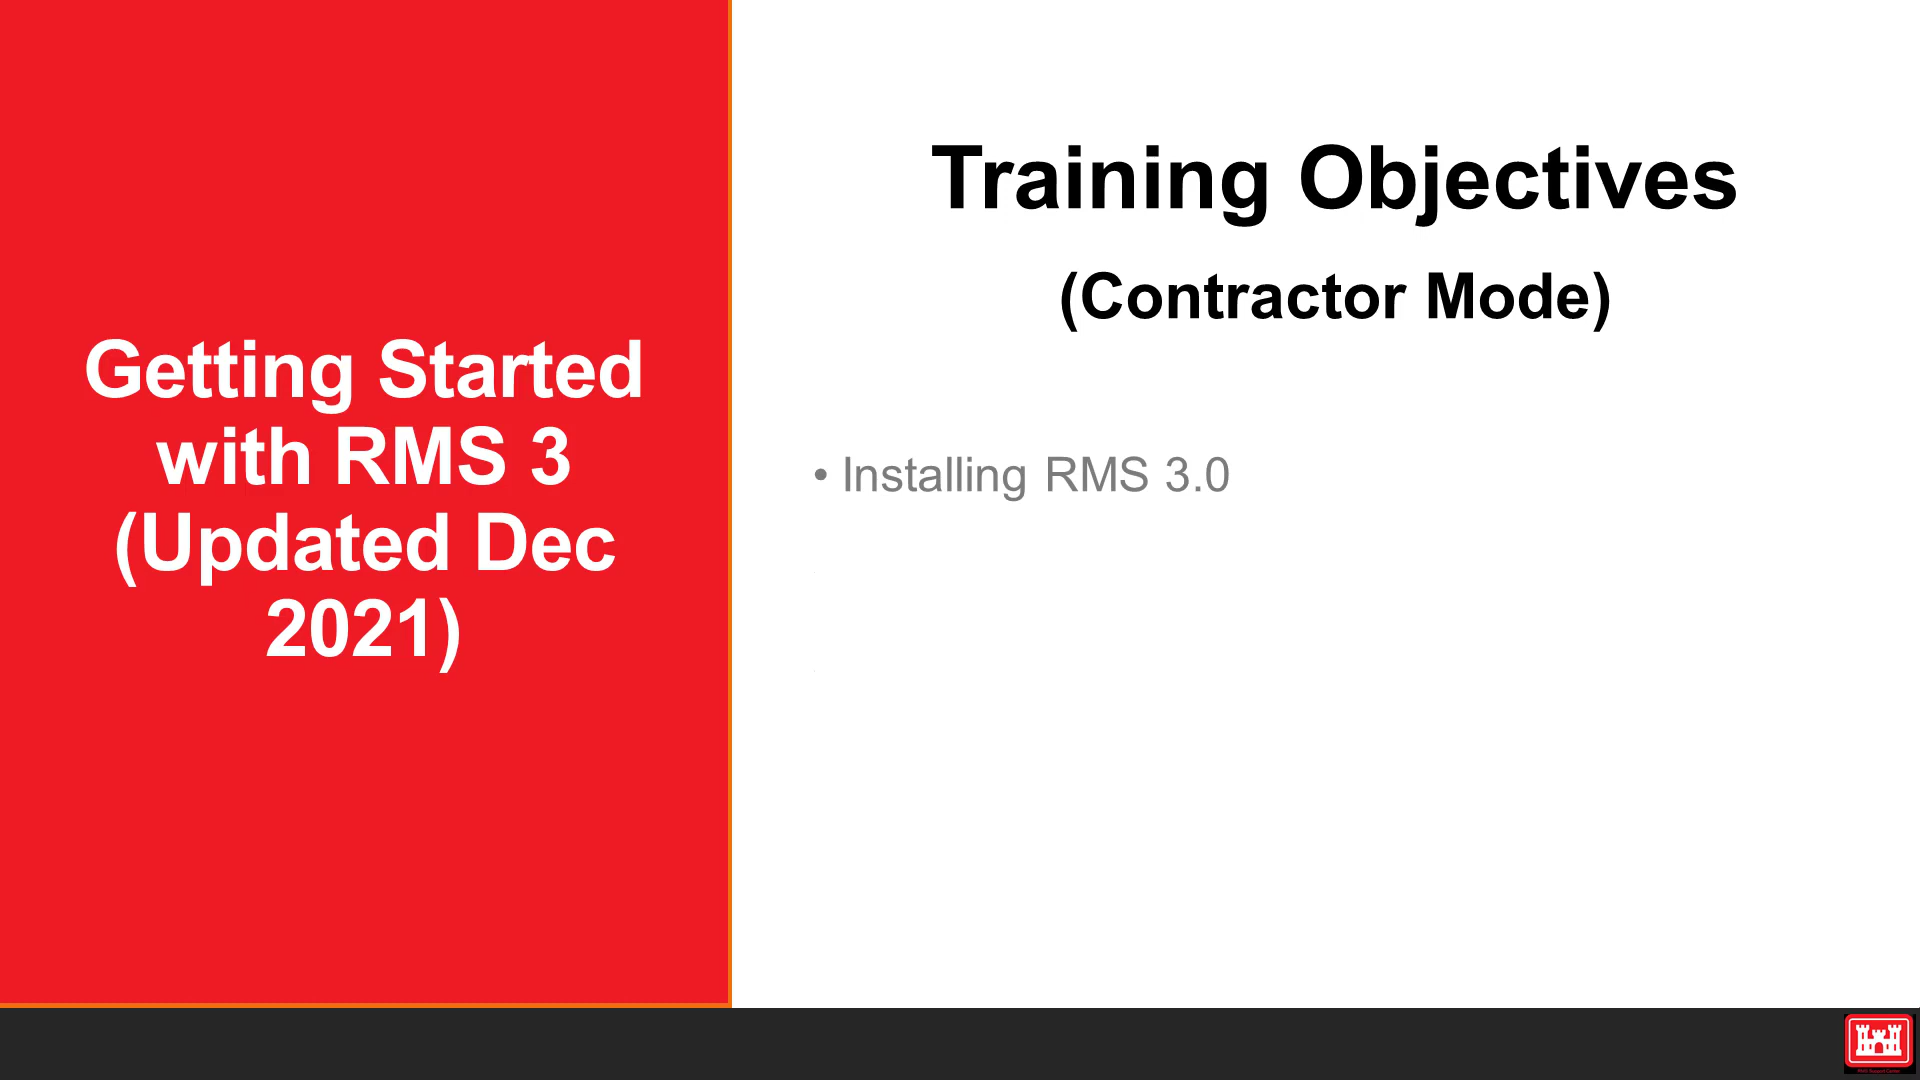 Getting Started
with RMS 3
(Updated Dec
2021)
Training Objectives
(Contractor Mode)
• Installing RMS 3.0